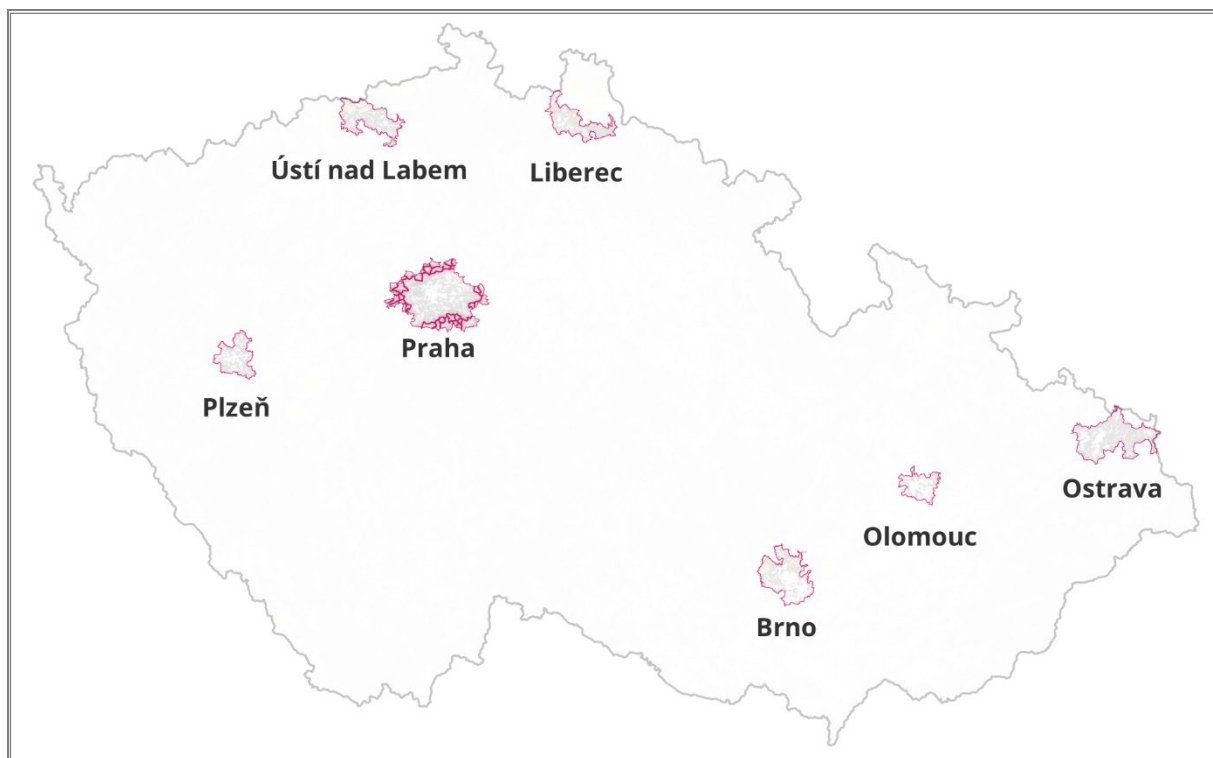 Ústí nad Labem
Liberec
Praha
Plzeň
Ostrava
Olomouc
Brno